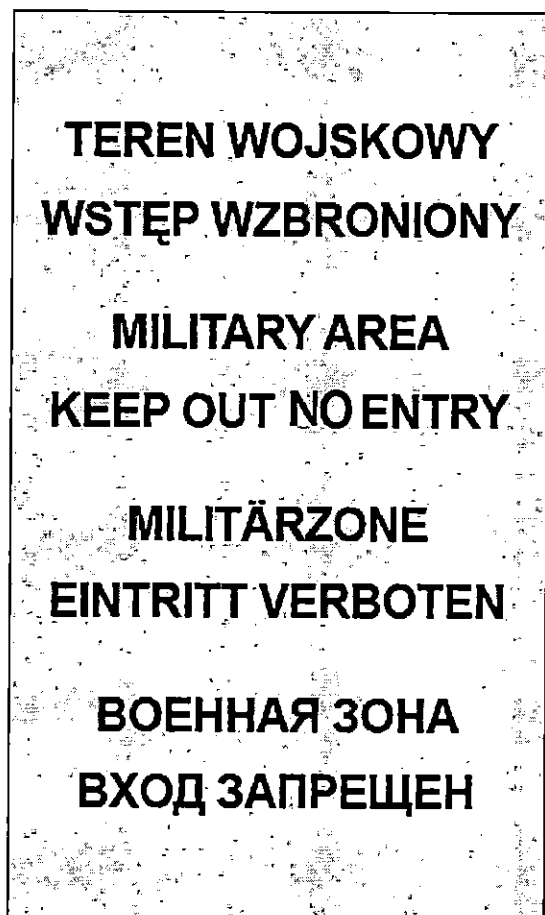 TEREN WOJSKOWY
WSTĘP WZBRONIONY
MILITARY AREA
KEEP OUT NO ENTRY
MILITÄRZONE
EINTRITT VERBOTEN
ВОЕННАЯ ЗОНА
ВХОД ЗАПРЕЩЕН